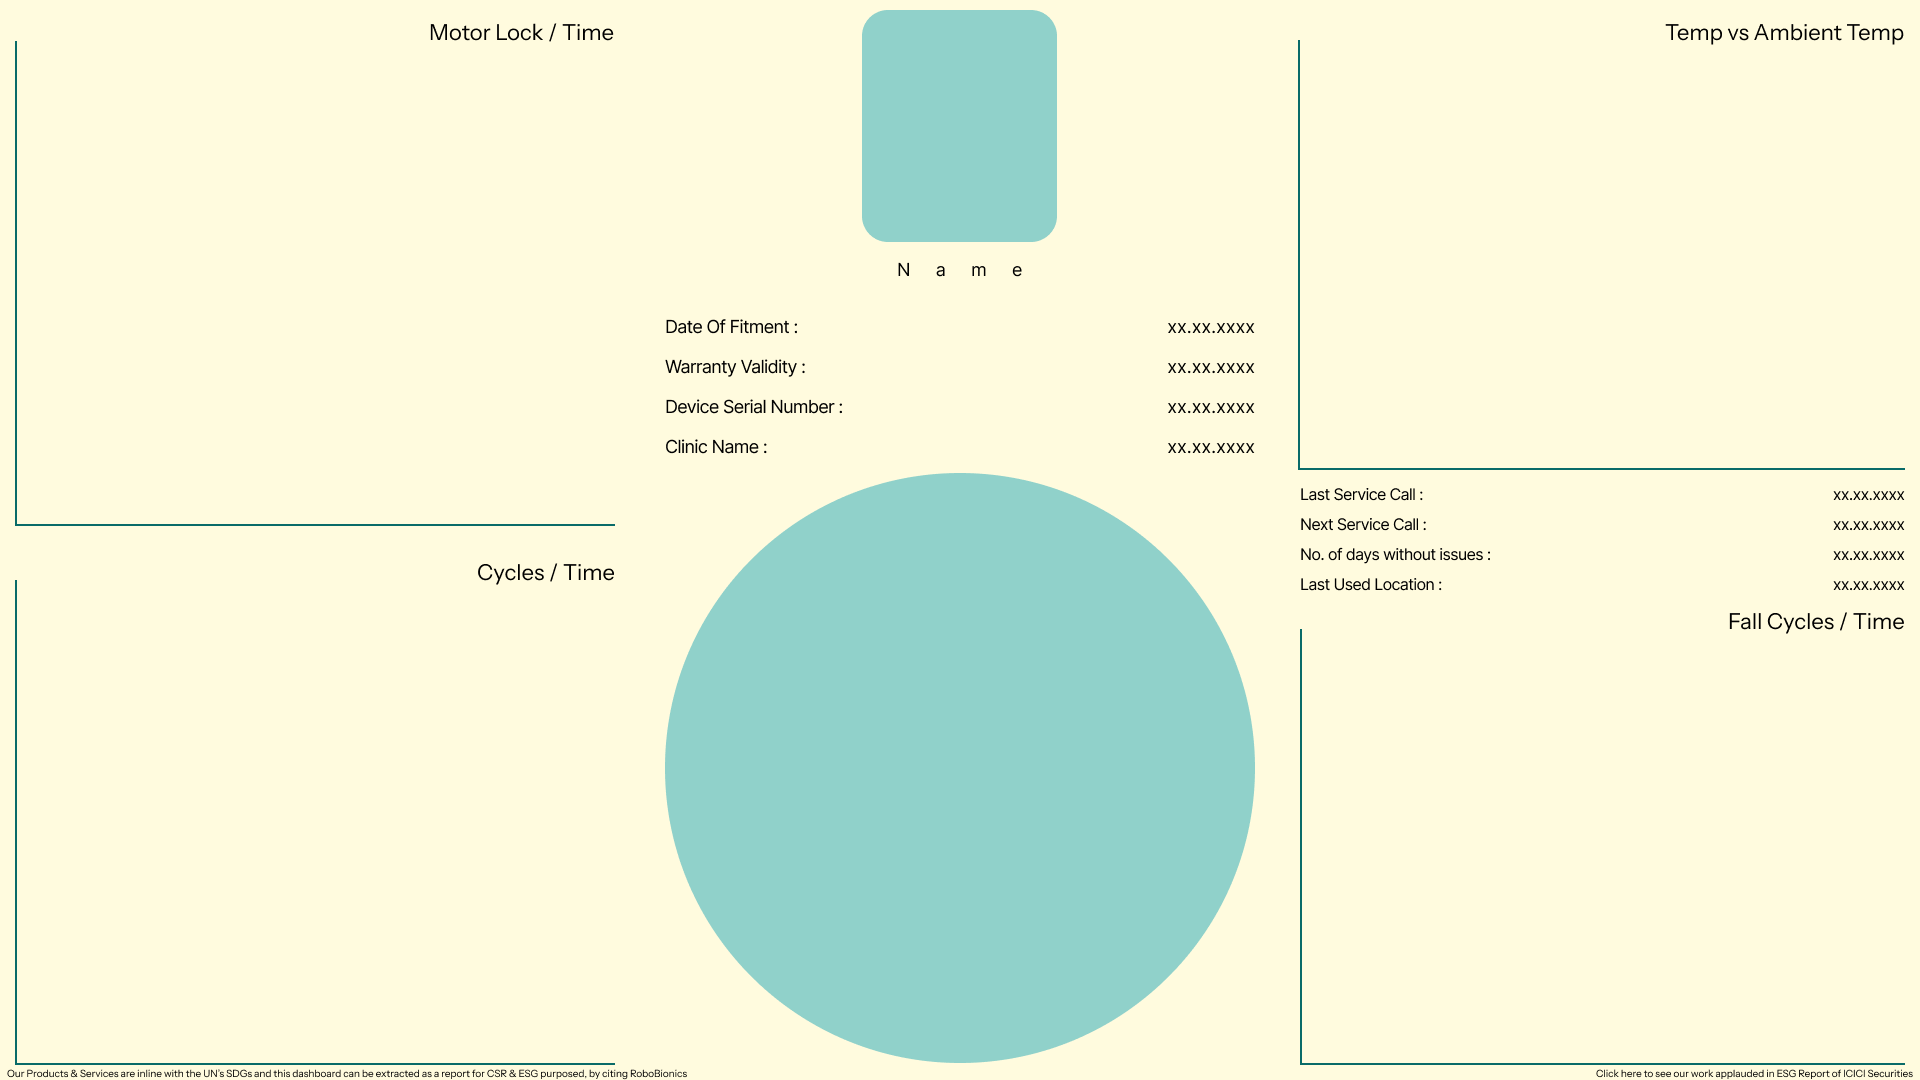 Motor Lock / Time
Temp vs Ambient Temp
N a m e
Date Of Fitment : xx.xx.xxxx
Warranty Validity : xx.xx.xxxx
Device Serial Number : xx.xx.xxxx
Clinic Name : xx.xx.xxxx
Last Service Call : xx.xx.xxxx
Next Service Call : xx.xx.xxxx
No. of days without issues : xx.xx.xxxx
Last Used Location : xx.xx.xxxx
Cycles / Time
Fall Cycles / Time
Our Products & Services are inline with the UN's SDGs and this dashboard can be extracted as a report for CSR & ESG purposed, by citing RoboBionics
Click here to see our work applauded in ESG Report of ICICI Securities